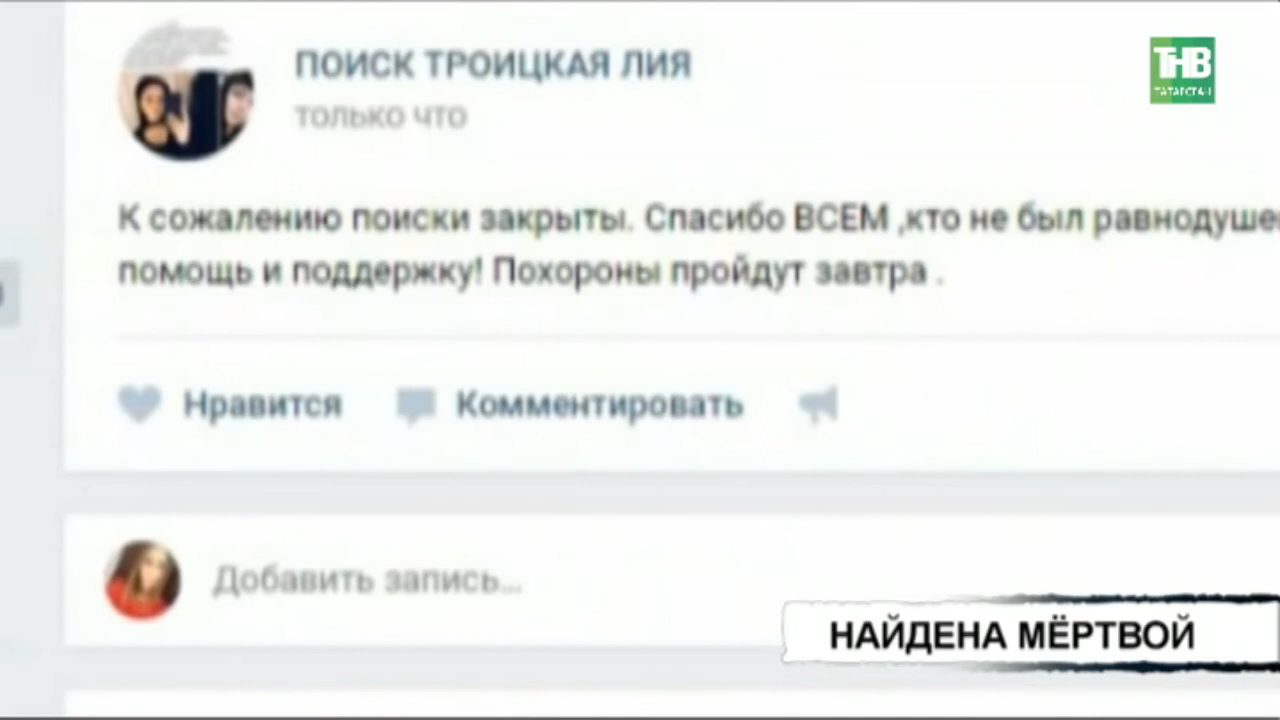 ПОИСК ТРОИЦКАЯ ЛИЯ
только что
ТНВ
ТАТАРСТАН
К сожалению поиски закрыты. Спасибо ВСЕМ ,кто не был
помощь и поддержку! Похороны пройдут завтра .
Нравится
Комментировать
Добавить запись...
НАЙДЕНА МЁРТВОЙ